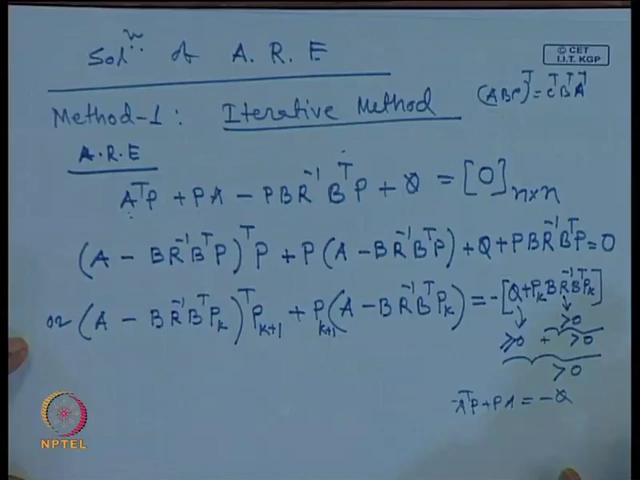 Solⁿ of A. R. E
© CET
I.I.T. KGP
Method-1: Iterative Method
(ABC)ᵀ = CᵀBᵀAᵀ
A.R.E
AᵀP + PA − PBR⁻¹BᵀP + Q = [0]ₙₓₙ
(A − BR⁻¹BᵀP)ᵀP + P(A − BR⁻¹BᵀP) + Q + PBR⁻¹BᵀP = 0
or (A − BR⁻¹BᵀPₖ)ᵀPₖ₊₁ + Pₖ₊₁(A − BR⁻¹BᵀPₖ) = −[Q + PₖBR⁻¹BᵀPₖ]
>0
≥0 + >0
>0
AᵀP + PA = −Q
NPTEL